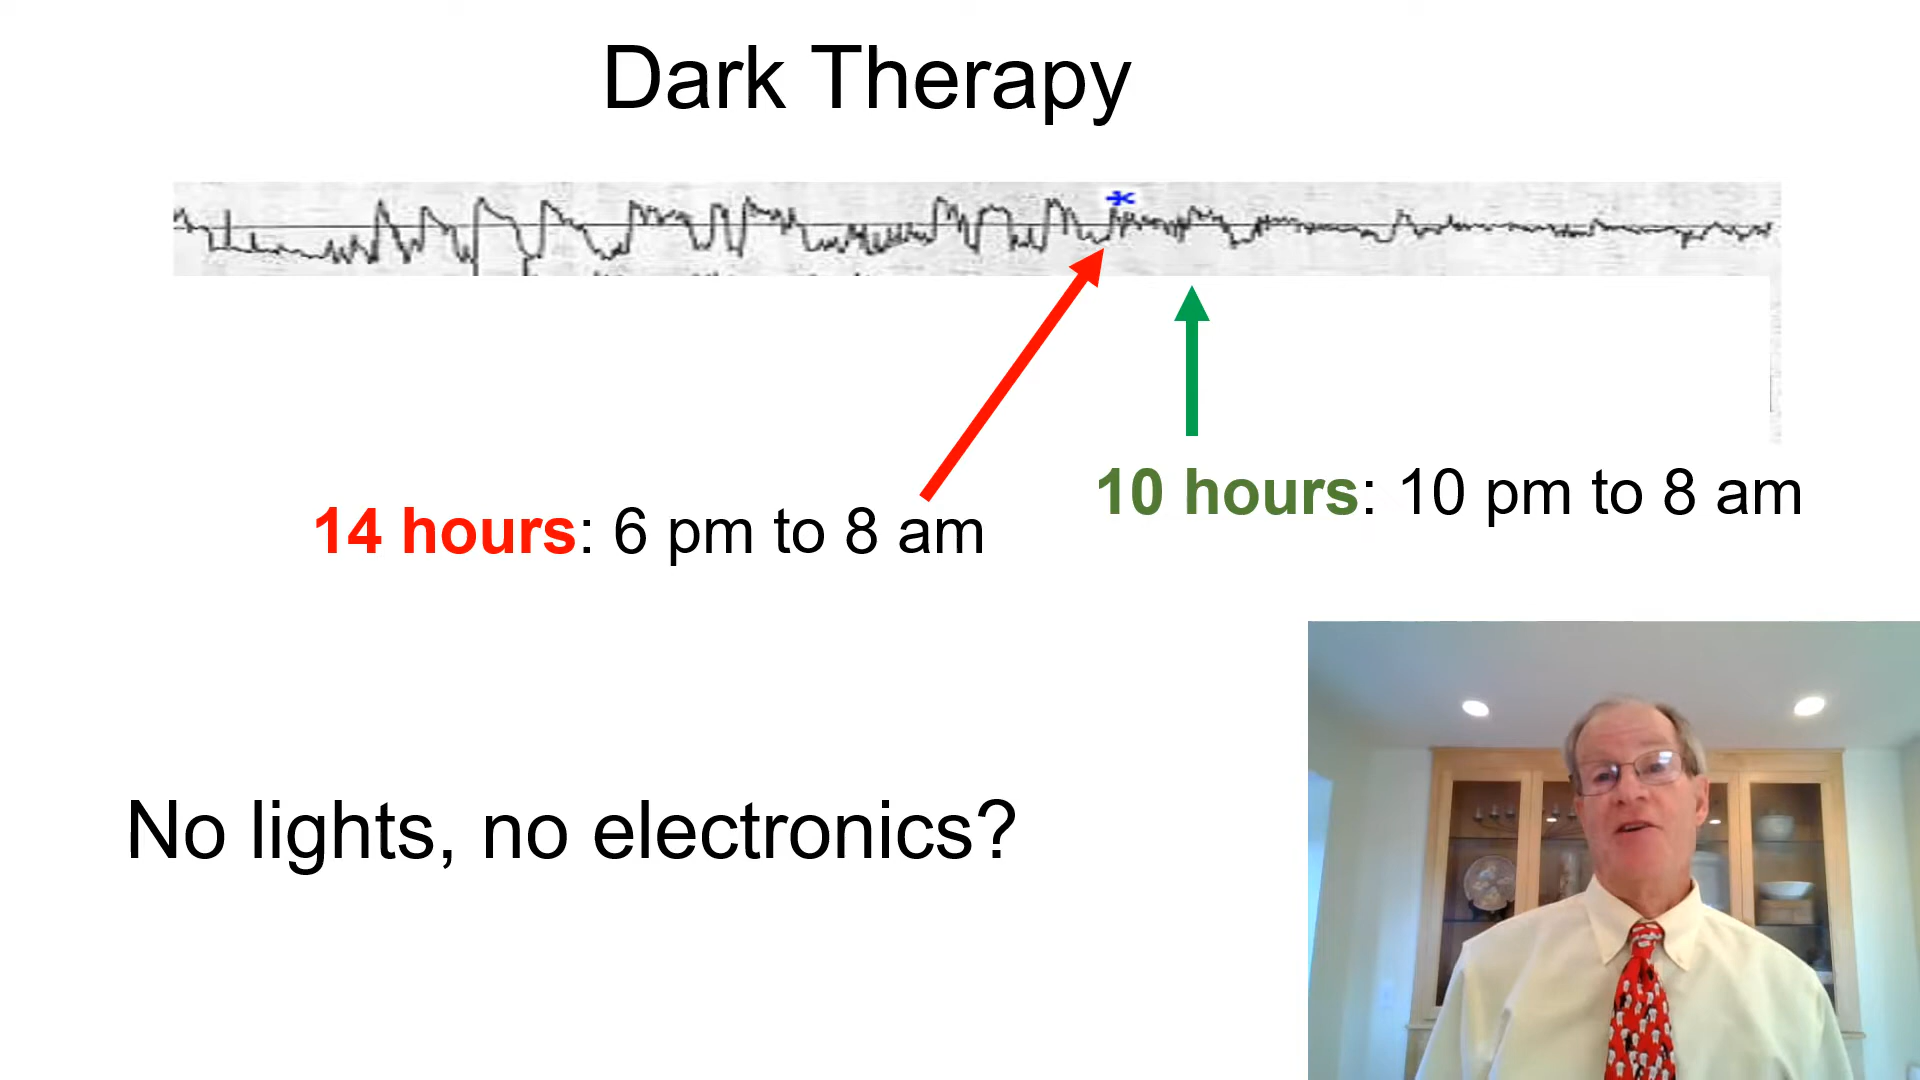 Dark Therapy
10 hours: 10 pm to 8 am
14 hours: 6 pm to 8 am
No lights, no electronics?